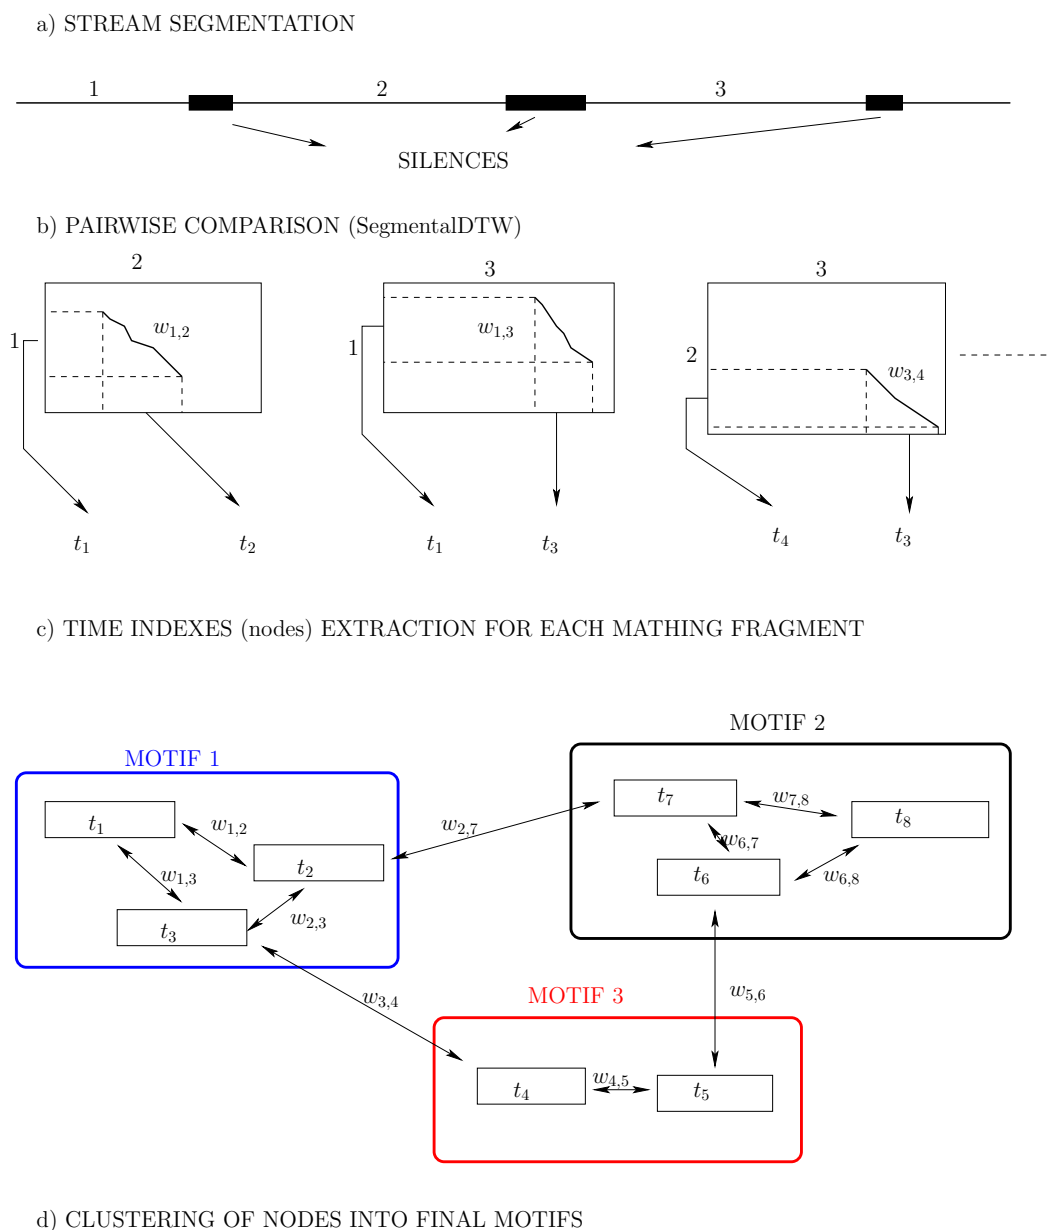 a) STREAM SEGMENTATION
1 2 3
SILENCES
b) PAIRWISE COMPARISON (SegmentalDTW)
2 3 3
1 w1,2 1 w1,3 2 w3,4
t1 t2 t1 t3 t4 t3
c) TIME INDEXES (nodes) EXTRACTION FOR EACH MATHING FRAGMENT
MOTIF 2
MOTIF 1
t1 w1,2 w2,7 t7 w7,8 t8
w1,3 t2 w6,7 t6 w6,8
t3 w2,3
w3,4 MOTIF 3 w5,6
t4 w4,5 t5
d) CLUSTERING OF NODES INTO FINAL MOTIFS